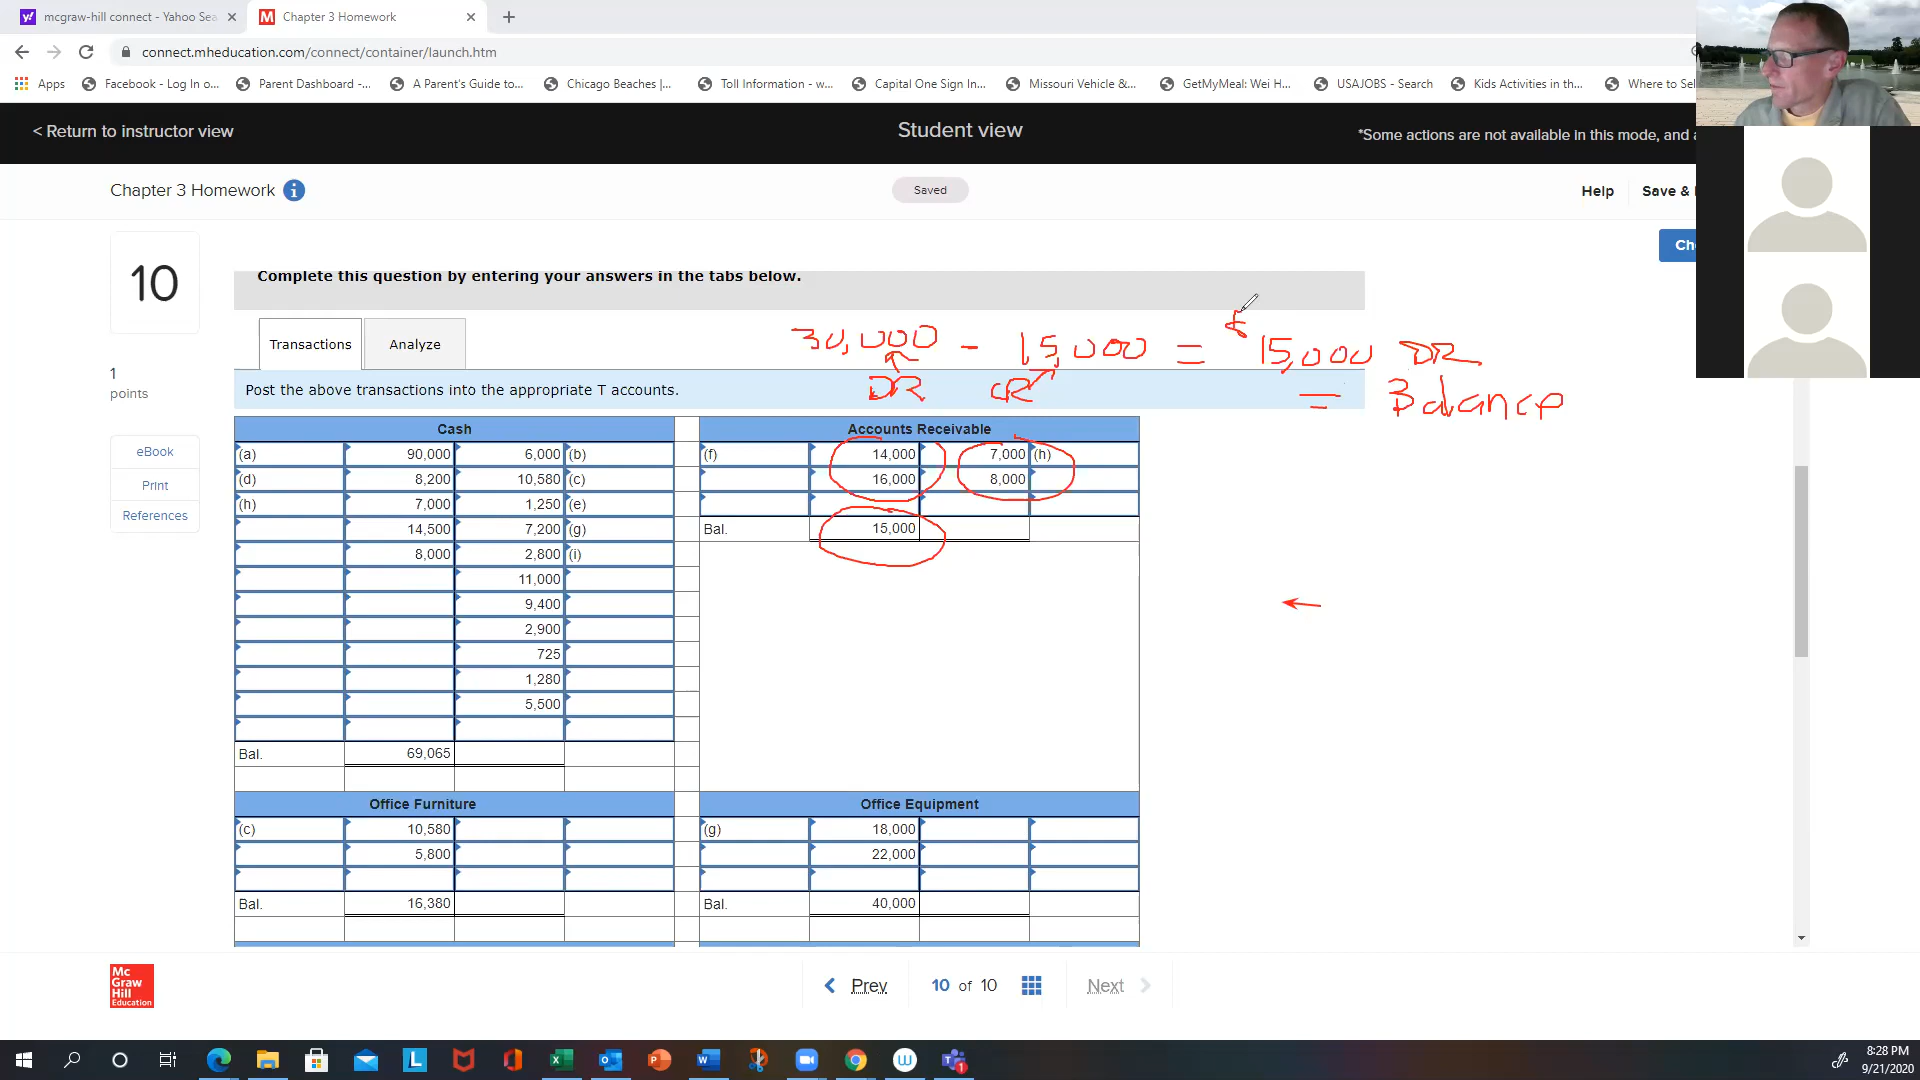 mcgraw-hill connect - Yahoo Sea
Chapter 3 Homework
connect.mheducation.com/connect/container/launch.htm
Apps
Facebook - Log In o...
Parent Dashboard -...
A Parent's Guide to...
Chicago Beaches |...
Toll Information - w...
Capital One Sign In...
Missouri Vehicle &...
GetMyMeal: Wei H...
USAJOBS - Search
Kids Activities in th...
Where to Sel
< Return to instructor view
Student view
*Some actions are not available in this mode, and
Chapter 3 Homework
Saved
Help
Save &
10
Complete this question by entering your answers in the tabs below.
Transactions
Analyze
30,000 - 15,000 = 15,000 DR
DR CR = Balance
1
points
Post the above transactions into the appropriate T accounts.
eBook
Print
References
Cash
(a) 90,000 6,000 (b)
(d) 8,200 10,580 (c)
(h) 7,000 1,250 (e)
14,500 7,200 (g)
8,000 2,800 (i)
11,000
9,400
2,900
725
1,280
5,500
Bal. 69,065
Accounts Receivable
(f) 14,000 7,000 (h)
16,000 8,000
Bal. 15,000
Office Furniture
(c) 10,580
5,800
Bal. 16,380
Office Equipment
(g) 18,000
22,000
Bal. 40,000
Mc
Graw
Hill
Education
Prev
10 of 10
Next
8:28 PM
9/21/2020